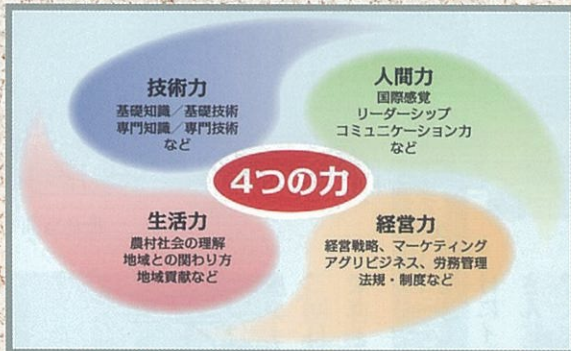 技術力
基礎知識／基礎技術
専門知識／専門技術
など
人間力
国際感覚
リーダーシップ
コミュニケーション力
など
4つの力
生活力
農村社会の理解
地域との関わり方
地域貢献など
経営力
経営戦略、マーケティング
アグリビジネス、労務管理
法規・制度など